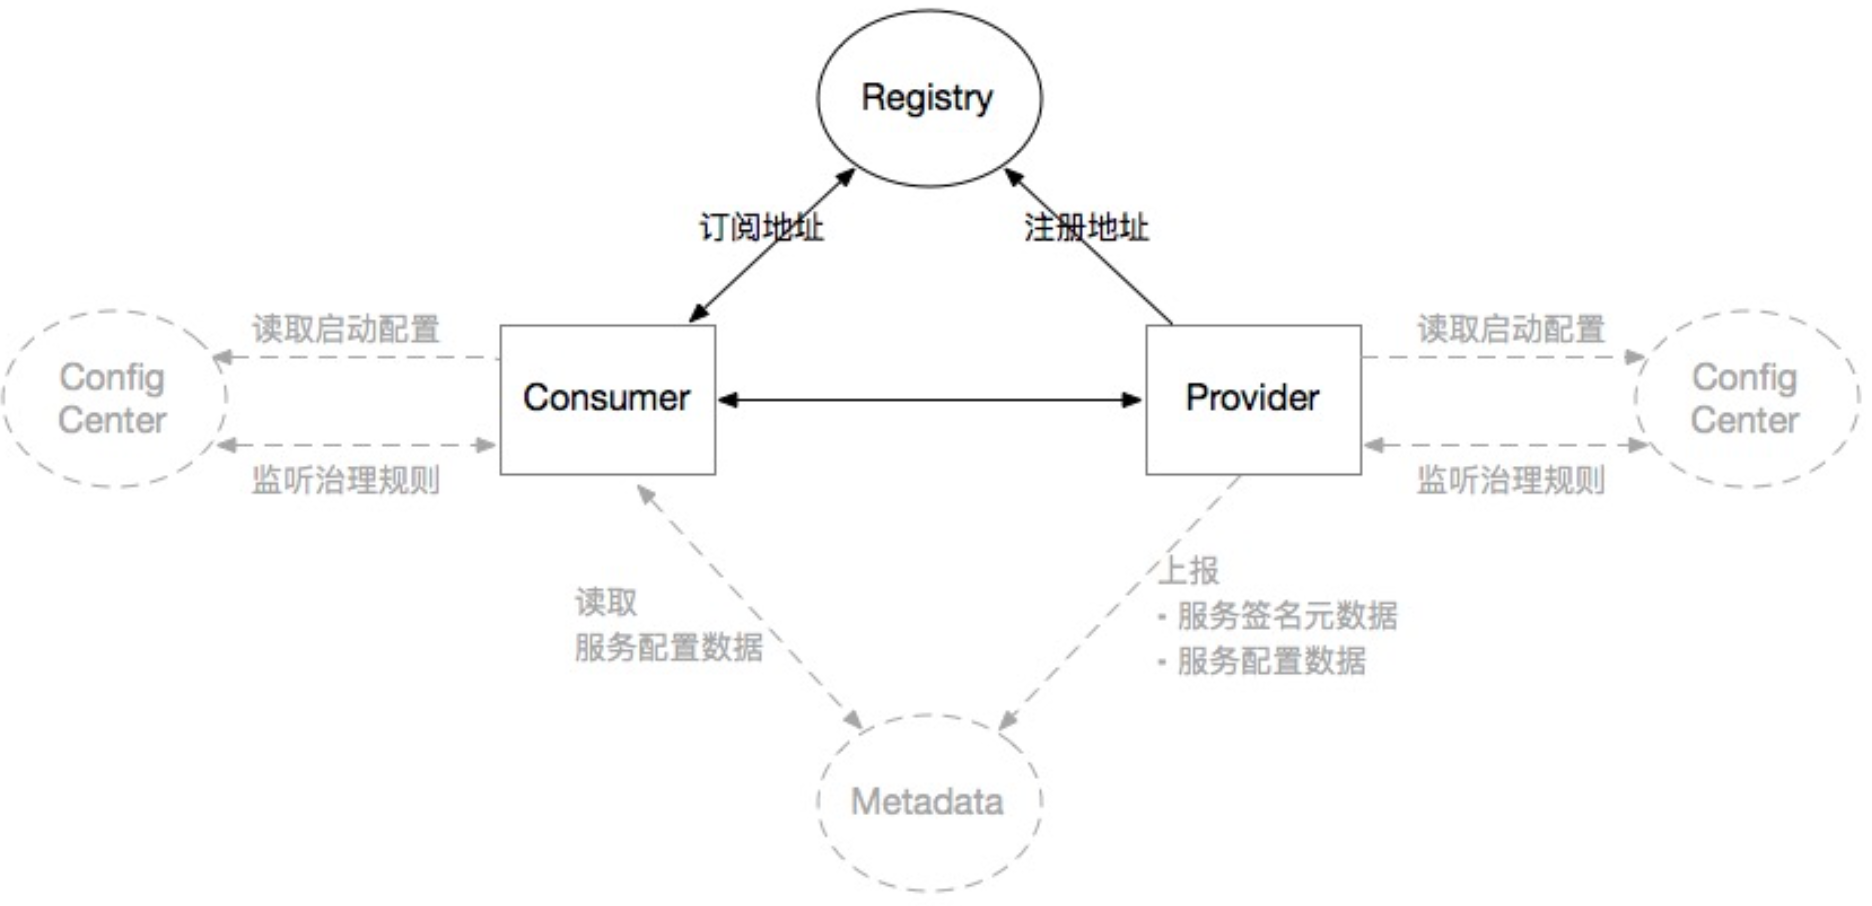 Registry
订阅地址
注册地址
读取启动配置
读取启动配置
Config
Center
Consumer
Provider
Config
Center
监听治理规则
监听治理规则
读取
服务配置数据
上报
· 服务签名元数据
· 服务配置数据
Metadata